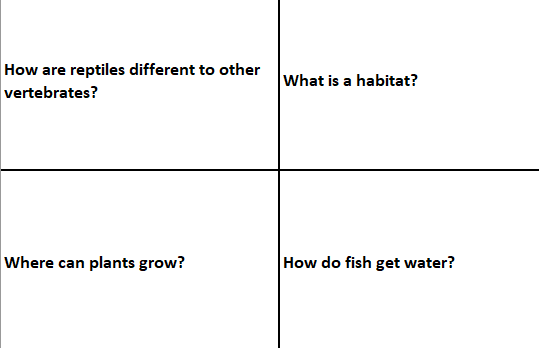 How are reptiles different to other
vertebrates?
What is a habitat?
Where can plants grow?
How do fish get water?